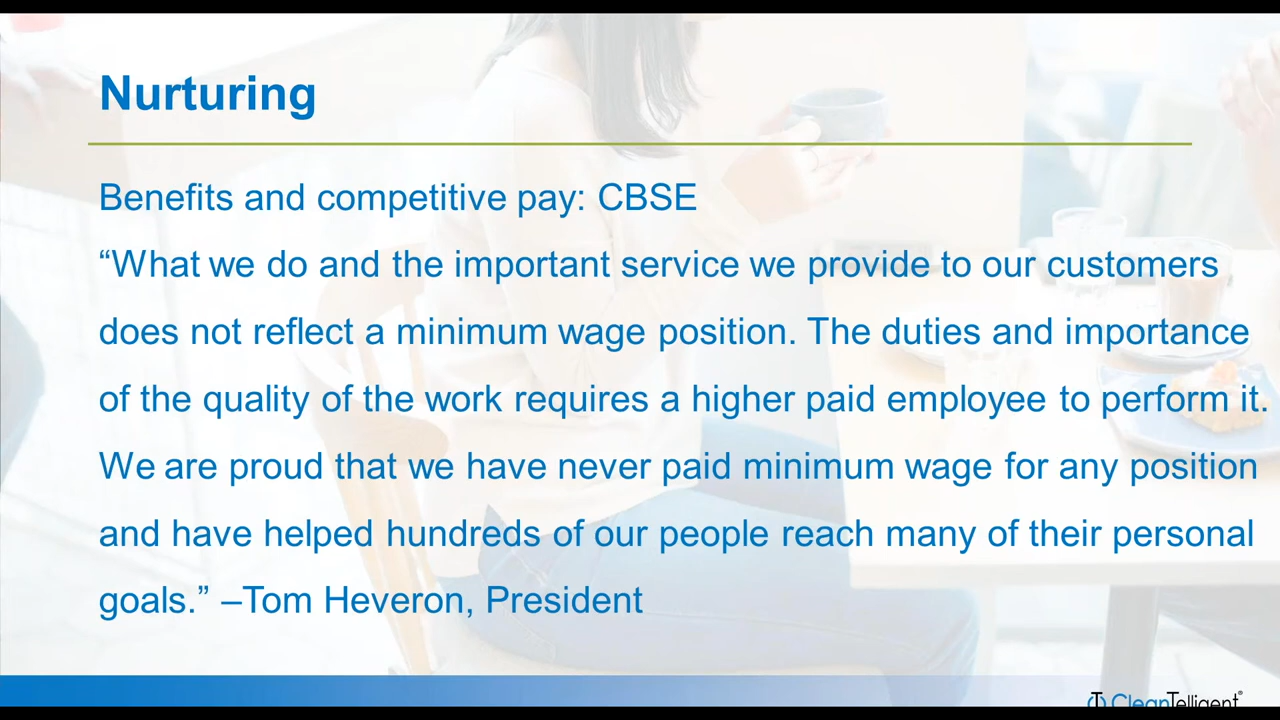 Nurturing
Benefits and competitive pay: CBSE
“What we do and the important service we provide to our customers
does not reflect a minimum wage position. The duties and importance
of the quality of the work requires a higher paid employee to perform it.
We are proud that we have never paid minimum wage for any position
and have helped hundreds of our people reach many of their personal
goals.” –Tom Heveron, President
CleanTelligent®